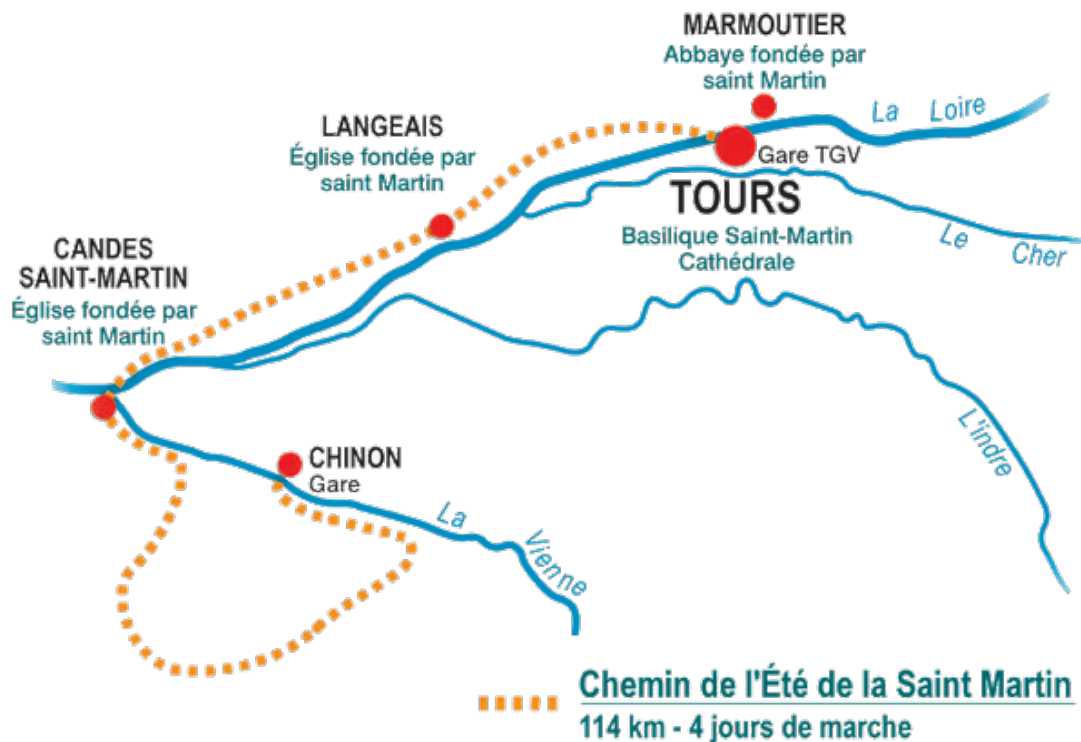 MARMOUTIER
Abbaye fondée par
saint Martin
La Loire
LANGEAIS
Église fondée par
saint Martin
Gare TGV
TOURS
Basilique Saint-Martin
Cathédrale
Le Cher
CANDES
SAINT-MARTIN
Église fondée par
saint Martin
L'indre
CHINON
Gare
La Vienne
Chemin de l'Été de la Saint Martin
114 km - 4 jours de marche